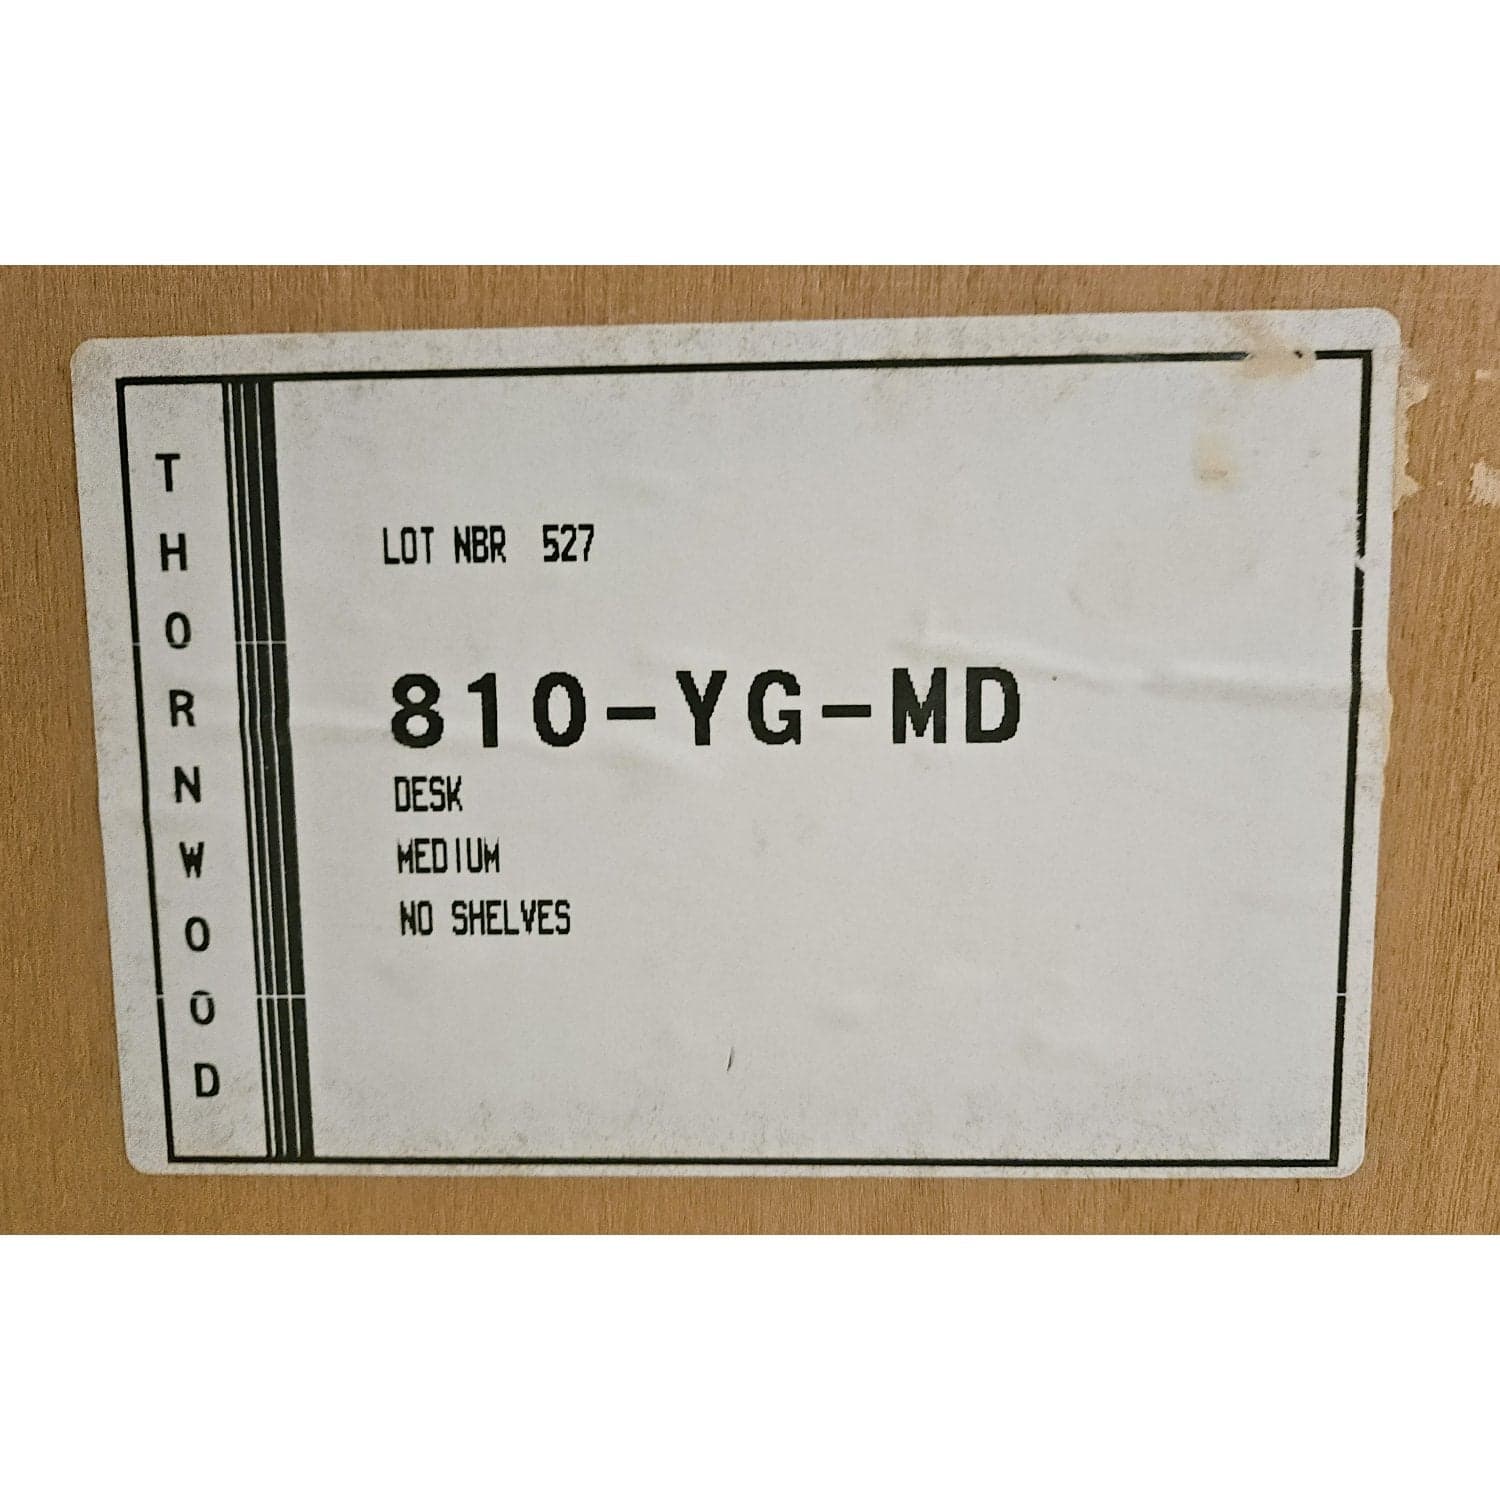 THORNWOOD
LOT NBR 527
810-YG-MD
DESK
MEDIUM
NO SHELVES